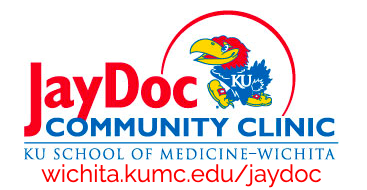 JayDoc
KU
COMMUNITY CLINIC
KU SCHOOL OF MEDICINE–WICHITA
wichita.kumc.edu/jaydoc